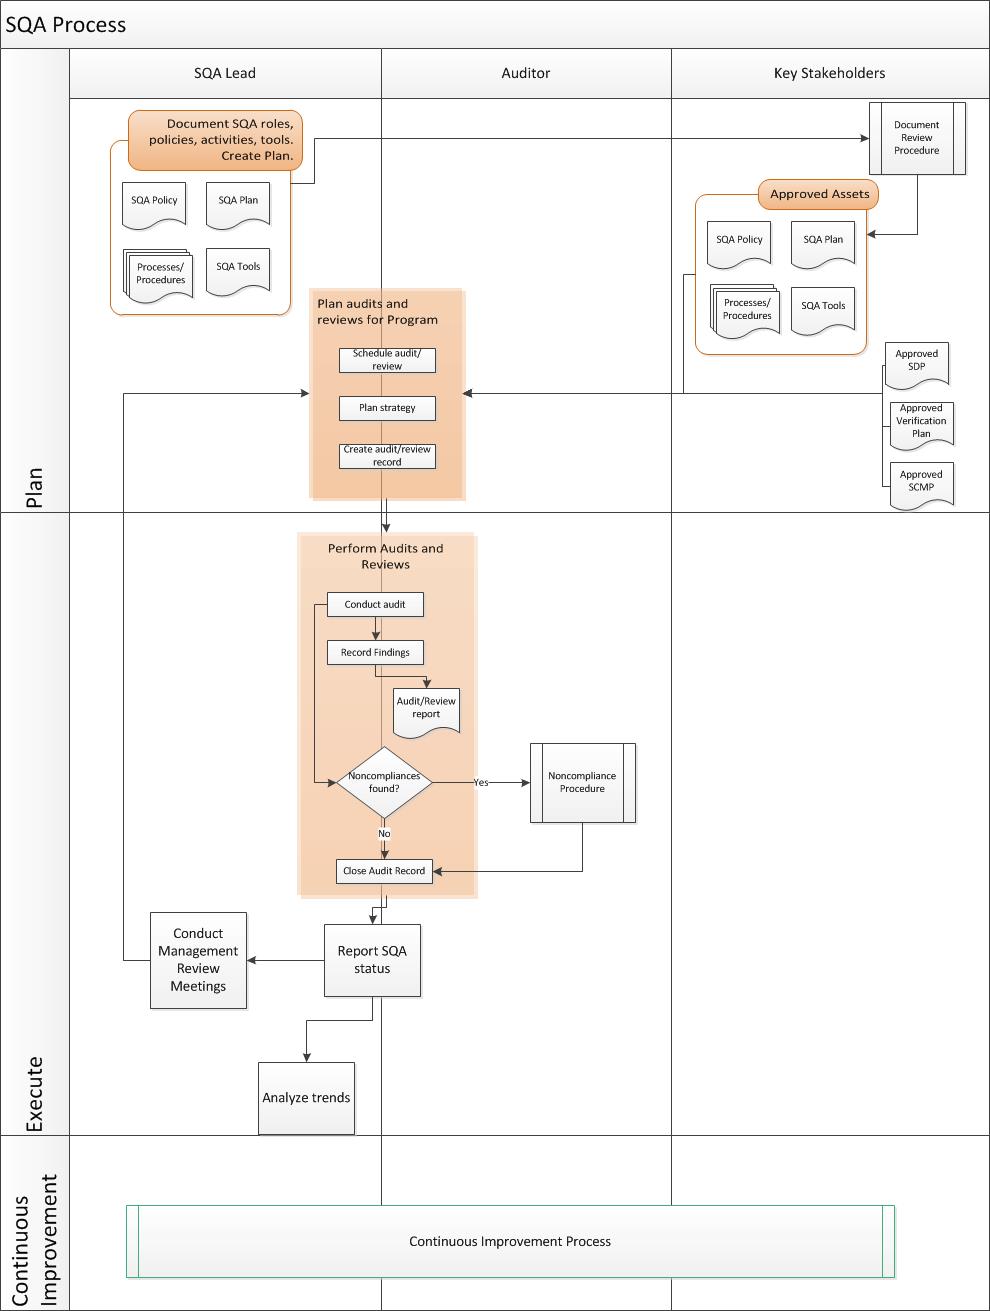 SQA Process
SQA Lead
Auditor
Key Stakeholders
Plan
Document SQA roles,
policies, activities, tools.
Create Plan.
SQA Policy
SQA Plan
Processes/
Procedures
SQA Tools
Document
Review
Procedure
Approved Assets
SQA Policy
SQA Plan
Processes/
Procedures
SQA Tools
Approved
SDP
Approved
Verification
Plan
Approved
SCMP
Plan audits and
reviews for Program
Schedule audit/
review
Plan strategy
Create audit/review
record
Execute
Perform Audits and
Reviews
Conduct audit
Record Findings
Audit/Review
report
Noncompliances
found?
Yes
Noncompliance
Procedure
No
Close Audit Record
Conduct
Management
Review
Meetings
Report SQA
status
Analyze trends
Continuous
Improvement
Continuous Improvement Process